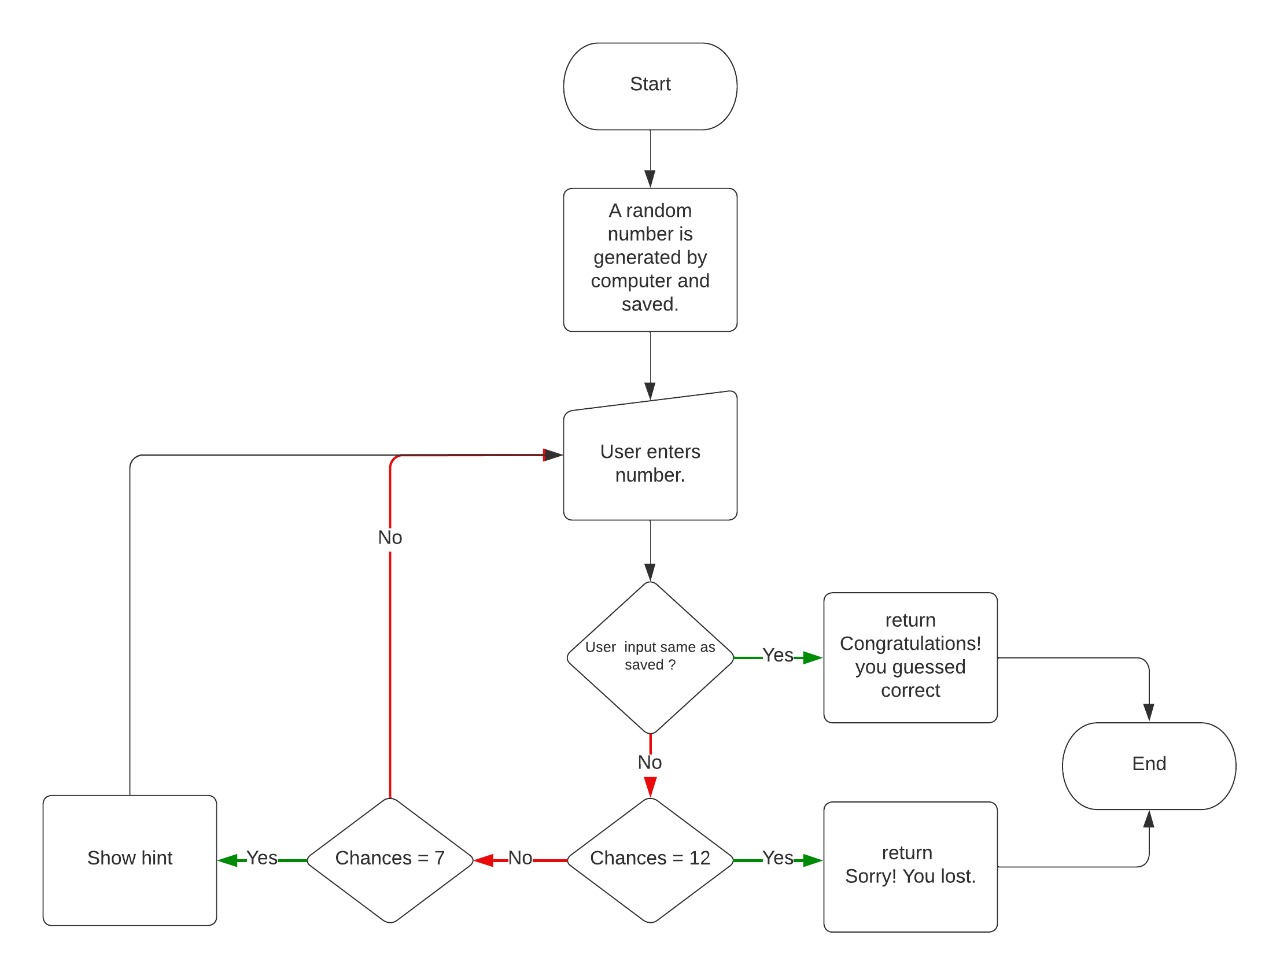 Start
A random
number is
generated by
computer and
saved.
User enters
number.
No
User  input same as
saved ?
Yes
return
Congratulations!
you guessed
correct
No
End
Show hint
Yes
Chances = 7
No
Chances = 12
Yes
return
Sorry! You lost.